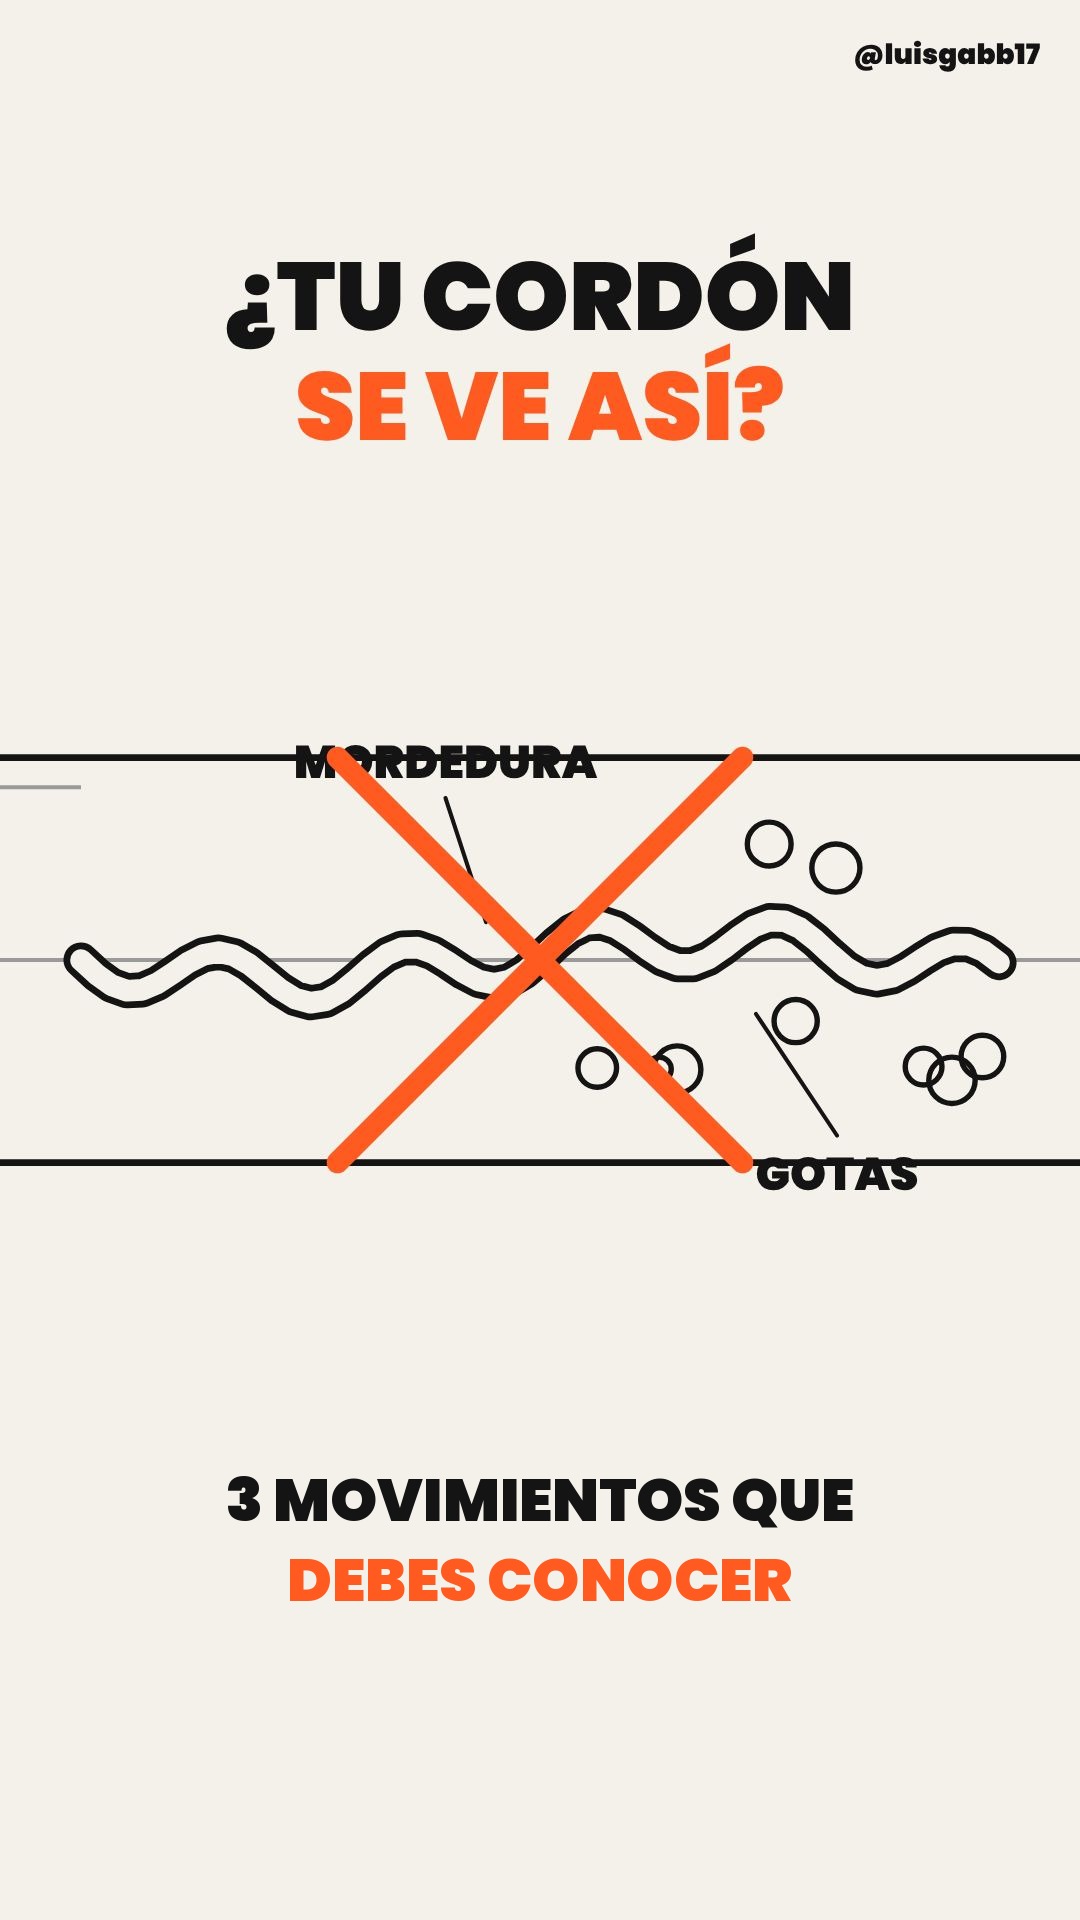 @luisgabb17
¿TU CORDÓN
SE VE ASÍ?
MORDEDURA
GOTAS
3 MOVIMIENTOS QUE
DEBES CONOCER